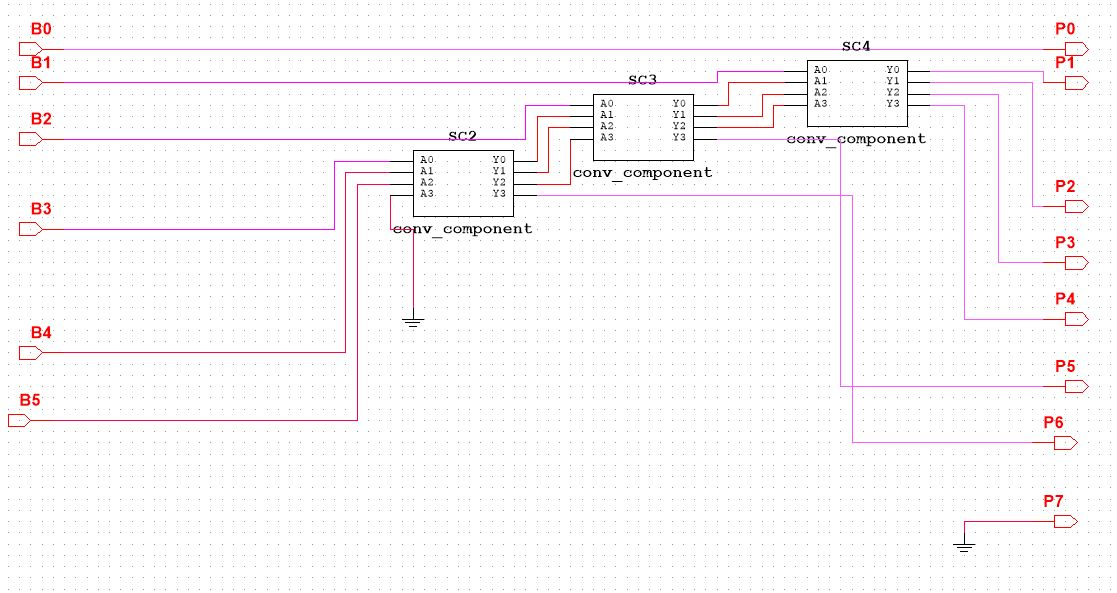 B0
P0
SC4
B1
P1
A0 Y0
A1 Y1
A2 Y2
A3 Y3
conv_component
SC3
A0 Y0
A1 Y1
A2 Y2
A3 Y3
conv_component
B2
SC2
A0 Y0
A1 Y1
A2 Y2
A3 Y3
conv_component
P2
B3
P3
P4
B4
P5
B5
P6
P7